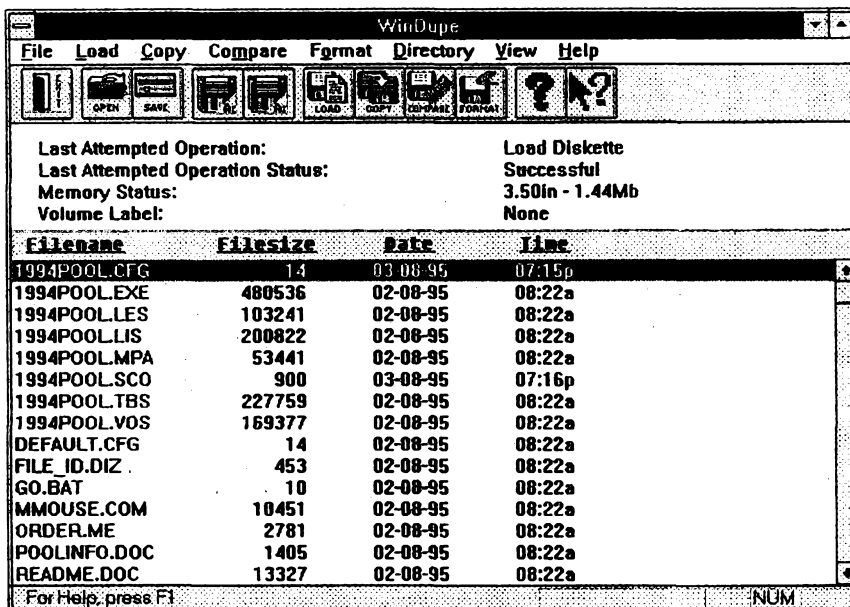 WinDupe
File Load Copy Compare Format Directory View Help
EXIT OPEN SAVE LOAD COPY COMPARE FORMAT
Last Attempted Operation: Load Diskette
Last Attempted Operation Status: Successful
Memory Status: 3.50in - 1.44Mb
Volume Label: None
Filename Filesize Date Time
1994POOL.CFG 14 03-08-95 07:15p
1994POOL.EXE 480536 02-08-95 08:22a
1994POOL.LES 103241 02-08-95 08:22a
1994POOL.LIS 200822 02-08-95 08:22a
1994POOL.MPA 53441 02-08-95 08:22a
1994POOL.SCO 900 03-08-95 07:16p
1994POOL.TBS 227759 02-08-95 08:22a
1994POOL.VOS 169377 02-08-95 08:22a
DEFAULT.CFG 14 02-08-95 08:22a
FILE_ID.DIZ 453 02-08-95 08:22a
GO.BAT 10 02-08-95 08:22a
MMOUSE.COM 10451 02-08-95 08:22a
ORDER.ME 2781 02-08-95 08:22a
POOLINFO.DOC 1405 02-08-95 08:22a
README.DOC 13327 02-08-95 08:22a
For Help, press F1 NUM